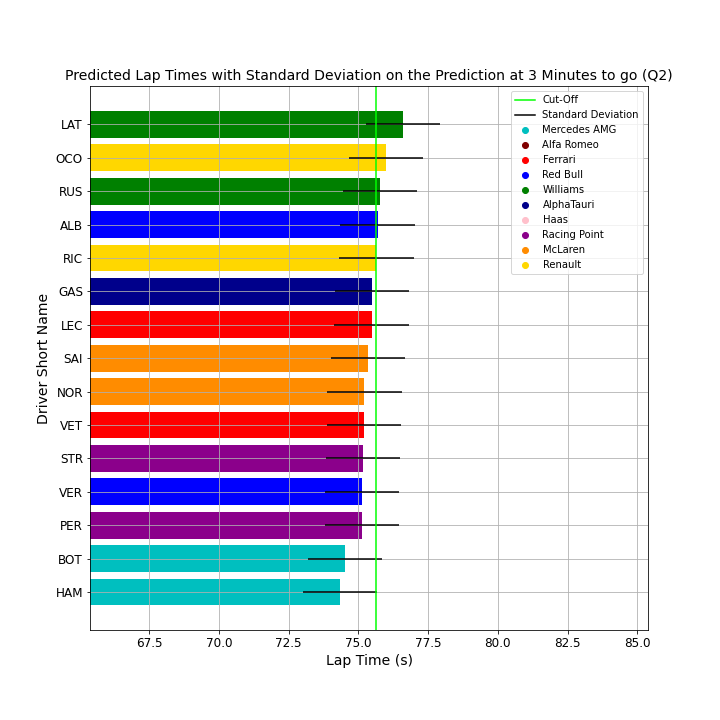 Predicted Lap Times with Standard Deviation on the Prediction at 3 Minutes to go (Q2)
Cut-Off
Standard Deviation
Mercedes AMG
Alfa Romeo
Ferrari
Red Bull
Williams
AlphaTauri
Haas
Racing Point
McLaren
Renault
Driver Short Name
LAT
OCO
RUS
ALB
RIC
GAS
LEC
SAI
NOR
VET
STR
VER
PER
BOT
HAM
67.5 70.0 72.5 75.0 77.5 80.0 82.5 85.0
Lap Time (s)